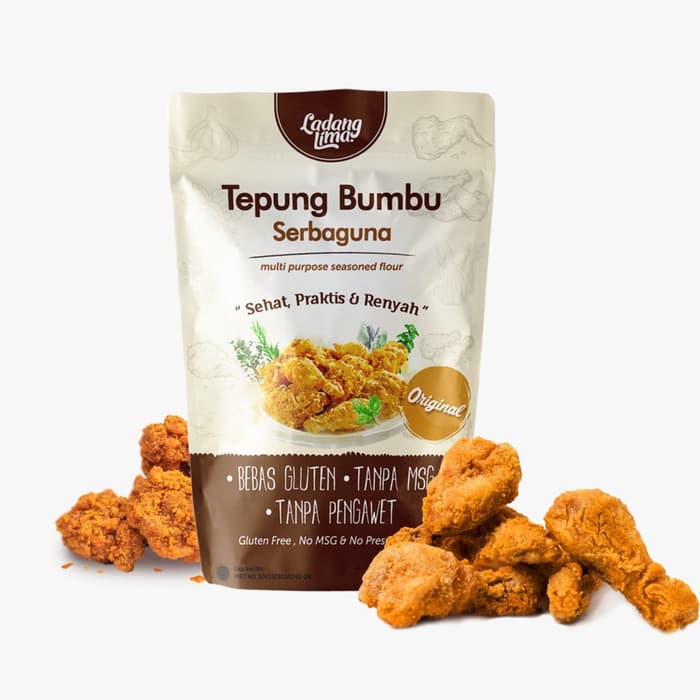 Ladang
Lima.
Tepung Bumbu
Serbaguna
multi purpose seasoned flour
" Sehat, Praktis & Renyah "
Original
• BEBAS GLUTEN • TANPA MSG
• TANPA PENGAWET
Gluten Free , No MSG & No Pres